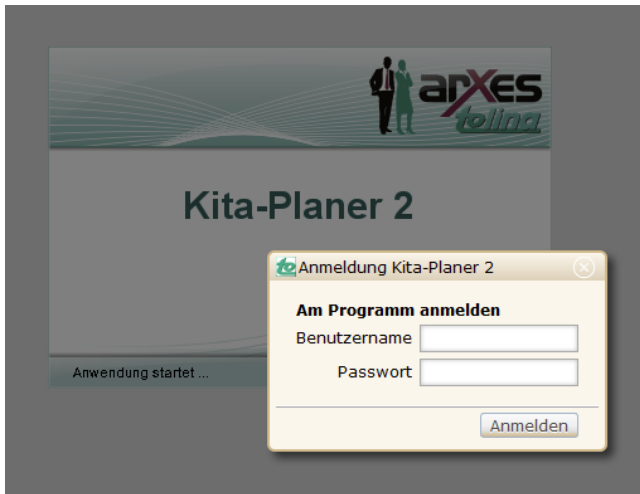 arxes
tolina
Kita-Planer 2
Anmeldung Kita-Planer 2
Am Programm anmelden
Benutzername
Passwort
Anwendung startet ...
Anmelden